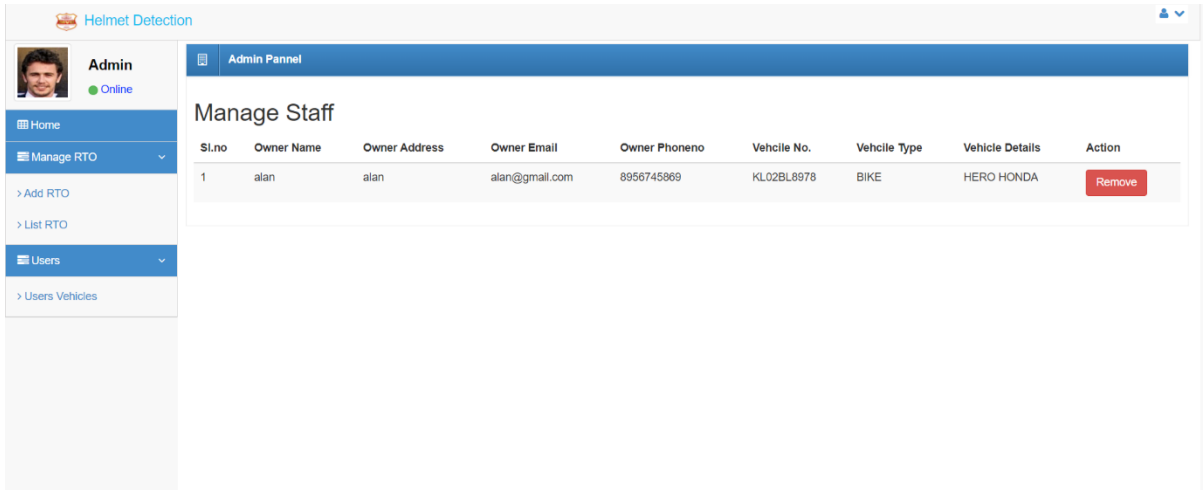 Helmet Detection
Admin
Online
Home
Manage RTO
> Add RTO
> List RTO
Users
> Users Vehicles
Admin Pannel
Manage Staff
Sl.no Owner Name Owner Address Owner Email Owner Phoneno Vehcile No. Vehcile Type Vehicle Details Action
1 alan alan alan@gmail.com 8956745869 KL02BL8978 BIKE HERO HONDA Remove